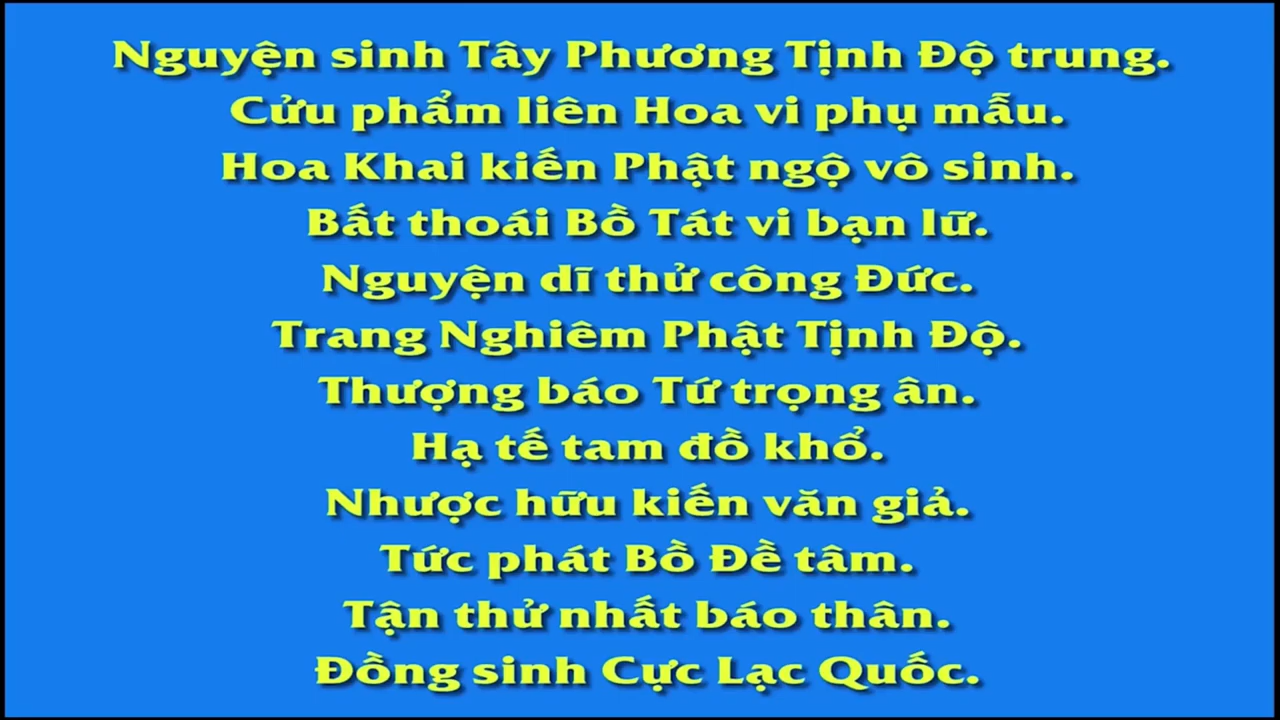 Nguyện sinh Tây Phương Tịnh Độ trung.
Cửu phẩm liên Hoa vi phụ mẫu.
Hoa Khai kiến Phật ngộ vô sinh.
Bất thoái Bồ Tát vi bạn lữ.
Nguyện dĩ thử công Đức.
Trang Nghiêm Phật Tịnh Độ.
Thượng báo Tứ trọng ân.
Hạ tế tam đồ khổ.
Nhược hữu kiến văn giả.
Tức phát Bồ Đề tâm.
Tận thử nhất báo thân.
Đồng sinh Cực Lạc Quốc.